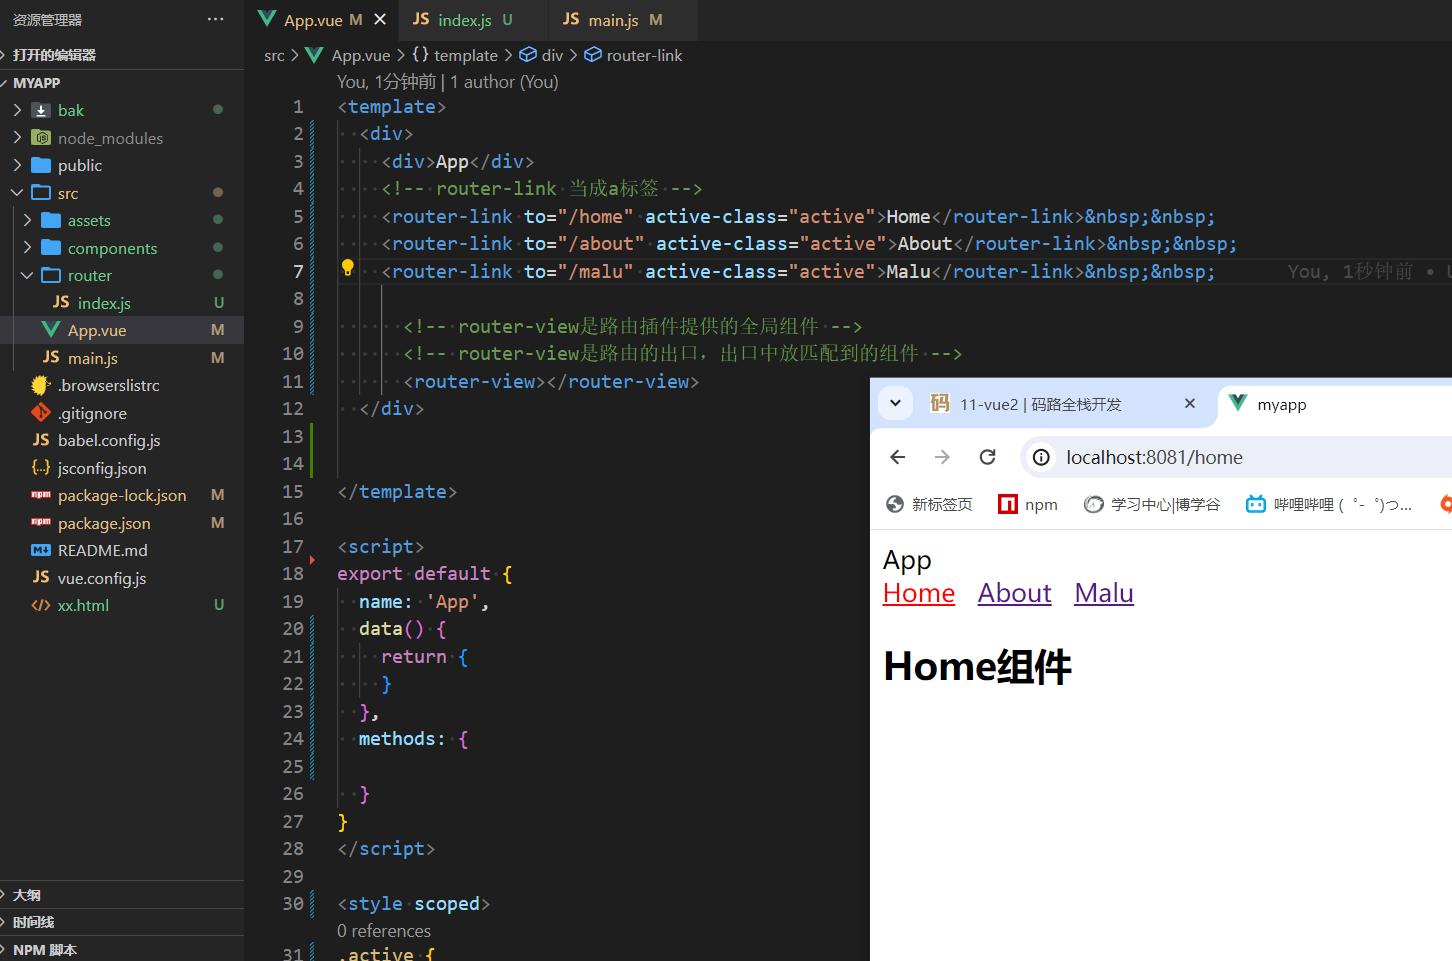 资源管理器
打开的编辑器
MYAPP
bak
node_modules
public
src
assets
components
router
JS index.js U
App.vue M
JS main.js M
.browserslistrc
.gitignore
JS babel.config.js
{..} jsconfig.json
npm package-lock.json M
npm package.json M
README.md
JS vue.config.js
<> xx.html U
大纲
时间线
NPM 脚本
App.vue M
JS index.js U
JS main.js M
src > App.vue > {} template > div > router-link
You, 1分钟前 | 1 author (You)
1 <template>
2 <div>
3 <div>App</div>
4 <!-- router-link 当成a标签 -->
5 <router-link to="/home" active-class="active">Home</router-link>&nbsp;&nbsp;
6 <router-link to="/about" active-class="active">About</router-link>&nbsp;&nbsp;
7 <router-link to="/malu" active-class="active">Malu</router-link>&nbsp;&nbsp; You, 1秒钟前 •
8
9 <!-- router-view是路由插件提供的全局组件 -->
10 <!-- router-view是路由的出口，出口中放匹配到的组件 -->
11 <router-view></router-view>
12 </div>
13
14
15 </template>
16
17 <script>
18 export default {
19 name: 'App',
20 data() {
21 return {
22 }
23 },
24 methods: {
25
26 }
27 }
28 </script>
29
30 <style scoped>
0 references
31 .active {
码 11-vue2 | 码路全栈开发
myapp
localhost:8081/home
新标签页
npm
学习中心|博学谷
哔哩哔哩 (゜-゜)つ...
App
Home About Malu
Home组件